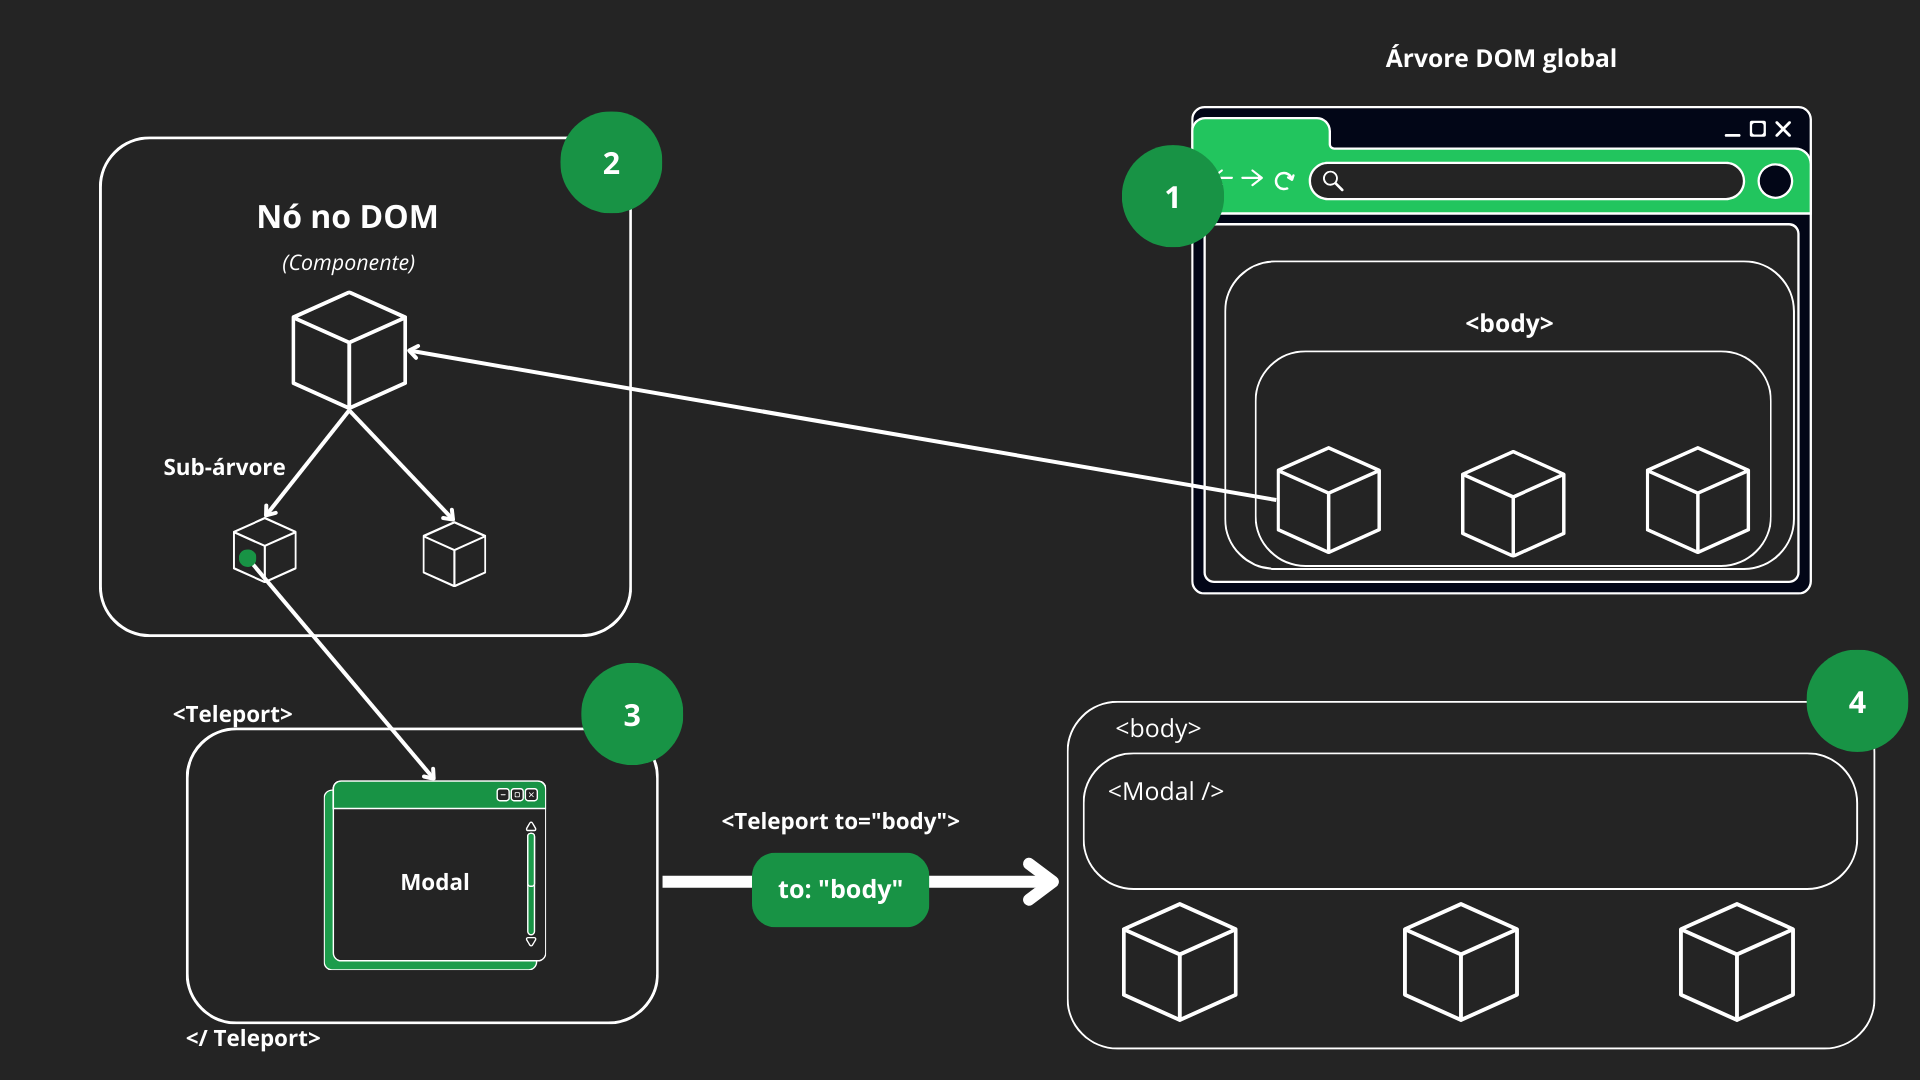 Árvore DOM global
1
<body>
2
Nó no DOM
(Componente)
Sub-árvore
3
<Teleport>
Modal
</ Teleport>
<Teleport to="body">
to: "body"
4
<body>
<Modal />